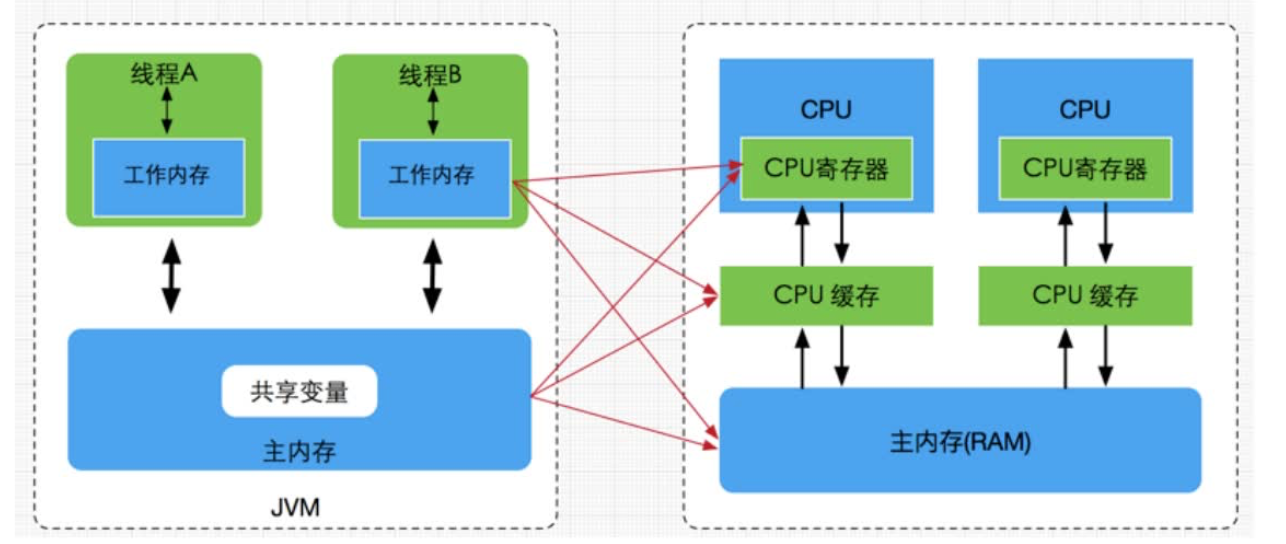 线程A
线程B
工作内存
工作内存
共享变量
主内存
JVM
CPU
CPU
CPU寄存器
CPU寄存器
CPU 缓存
CPU 缓存
主内存(RAM)